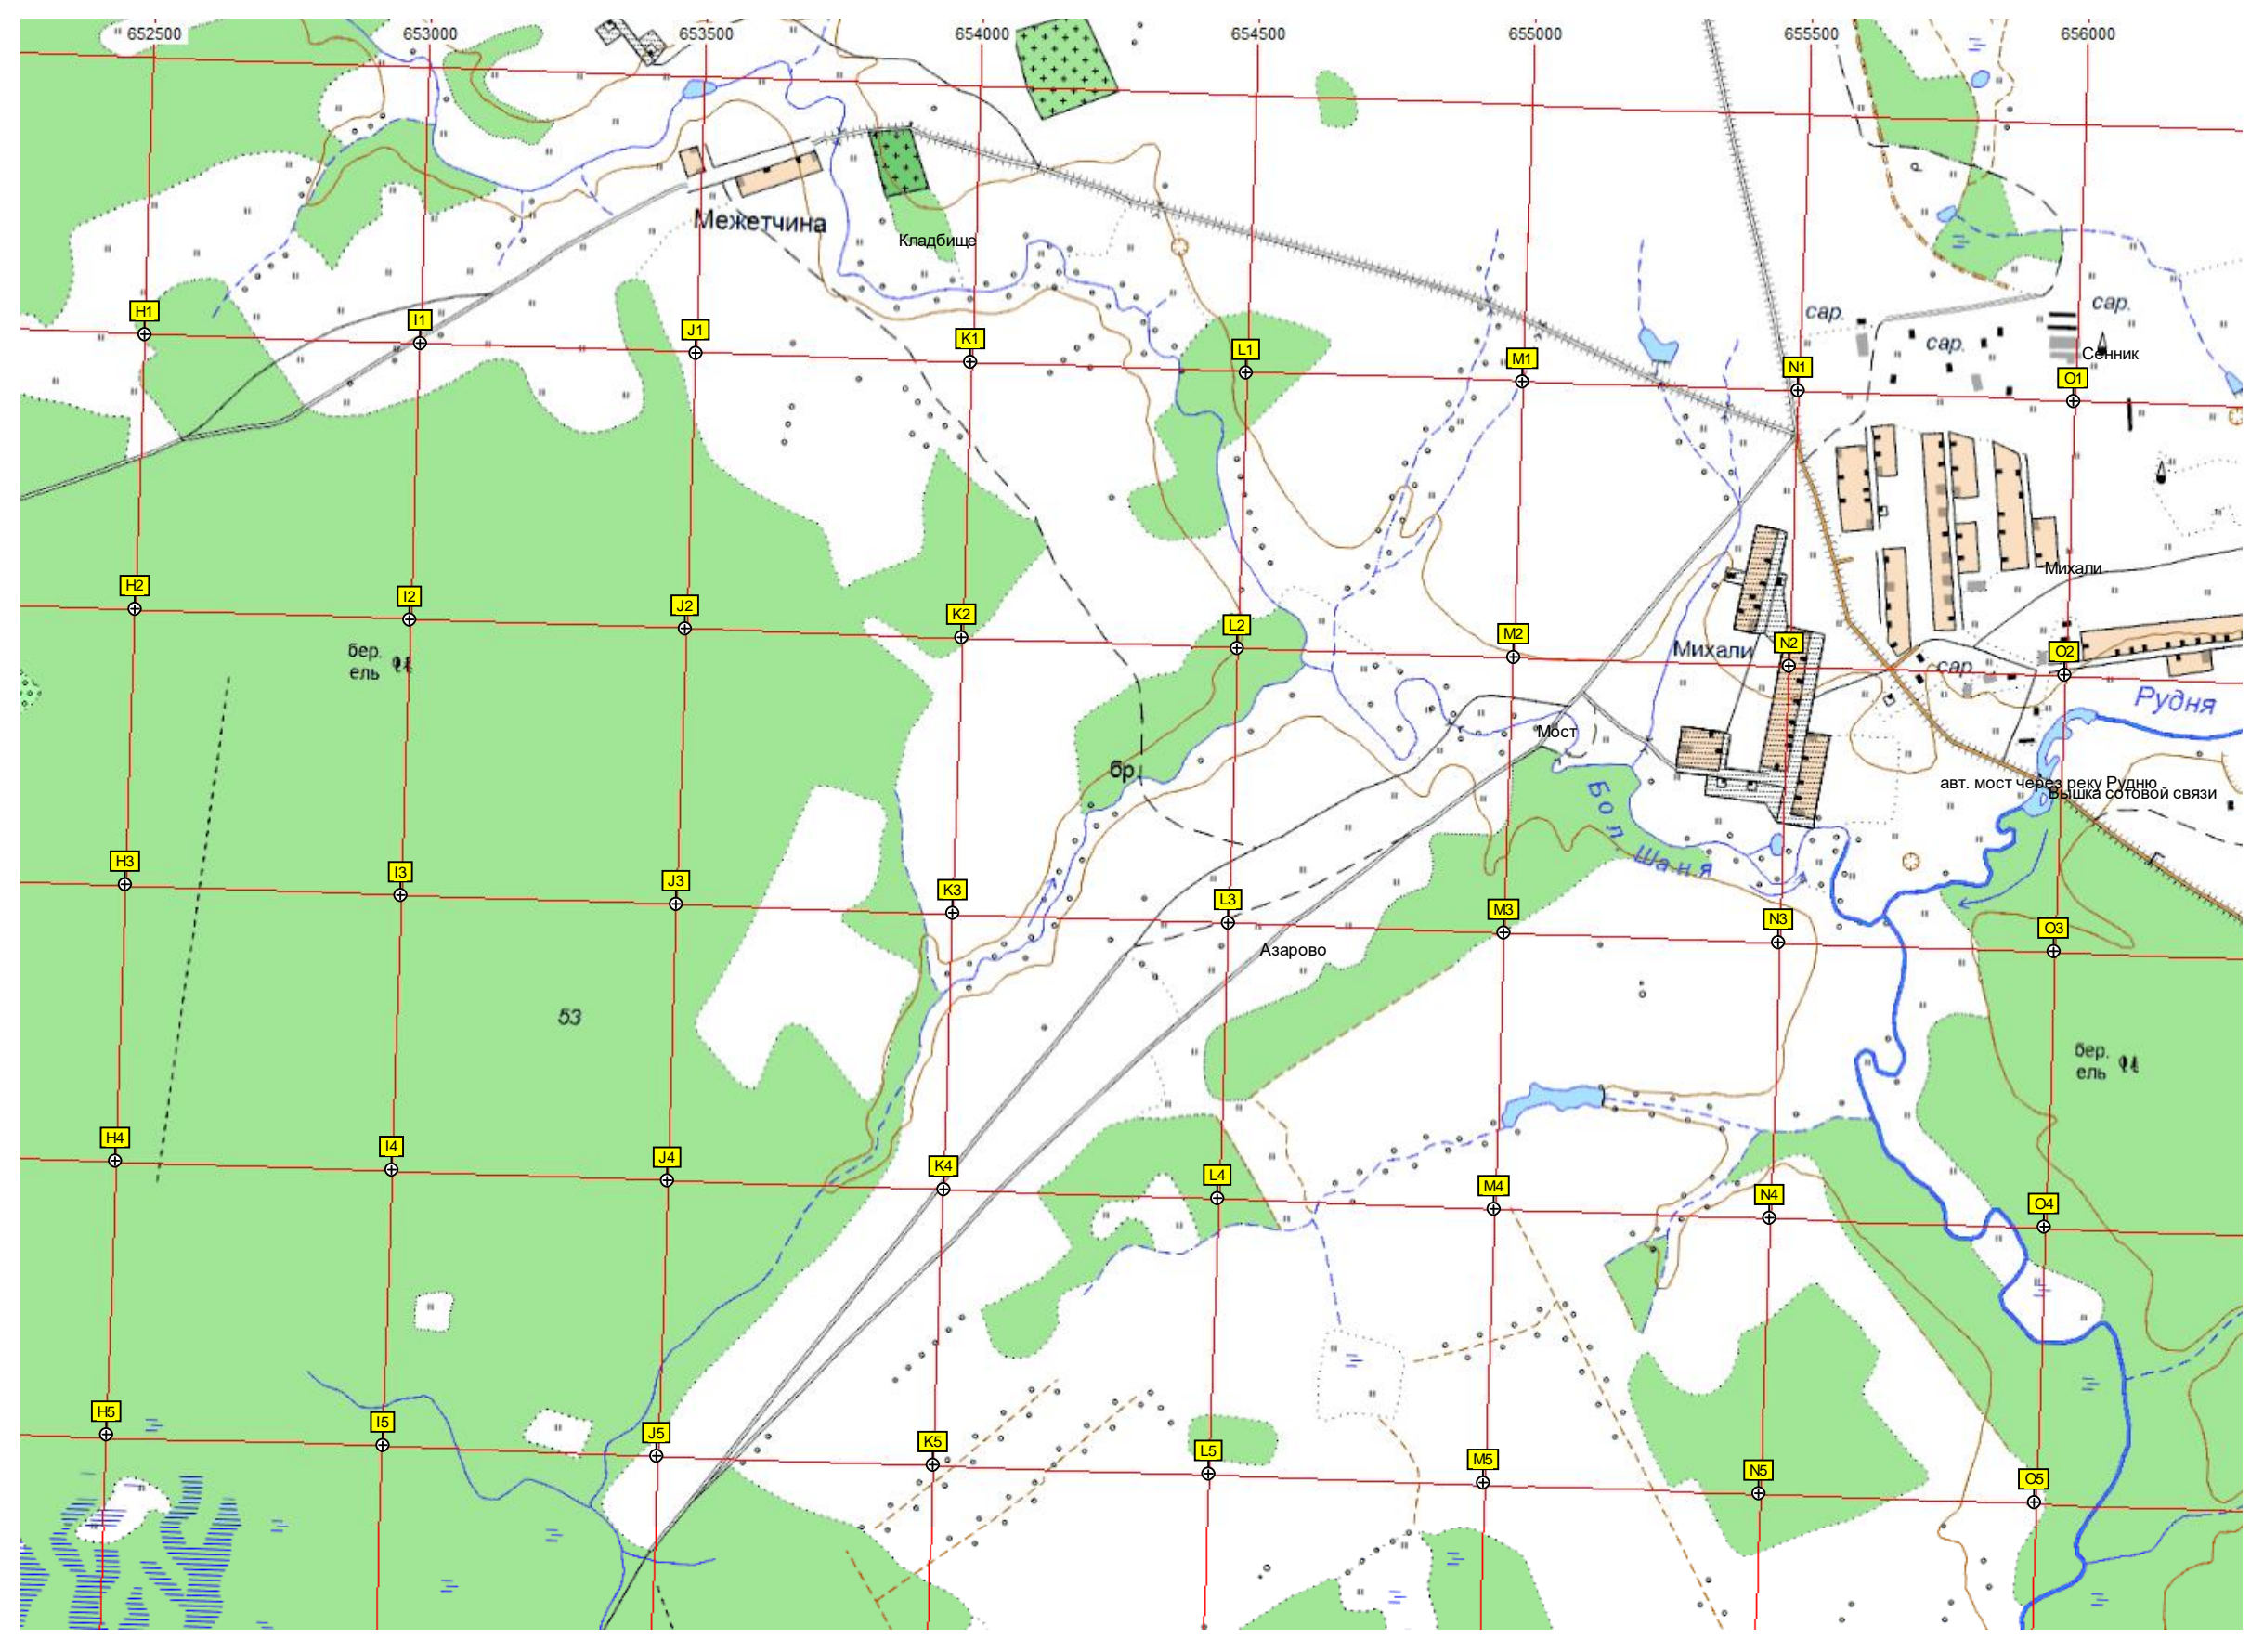 652500 653000 653500 654000 654500 655000 655500 656000
Межетчина
Кладбище
сар.
сар.
сар.
Сенник
H1 I1 J1 K1 L1 M1 N1 O1
Михали
H2 I2 J2 K2 L2 M2 N2 O2
бер.
ель
Михали
сар.
Рудня
Мост
бр.
авт. мост через реку Рудню
Вышка сотовой связи
Бол. Шаня
H3 I3 J3 K3 L3 M3 N3 O3
Г
Азарово
53
бер.
ель
H4 I4 J4 K4 L4 M4 N4 O4
H5 I5 J5 K5 L5 M5 N5 O5